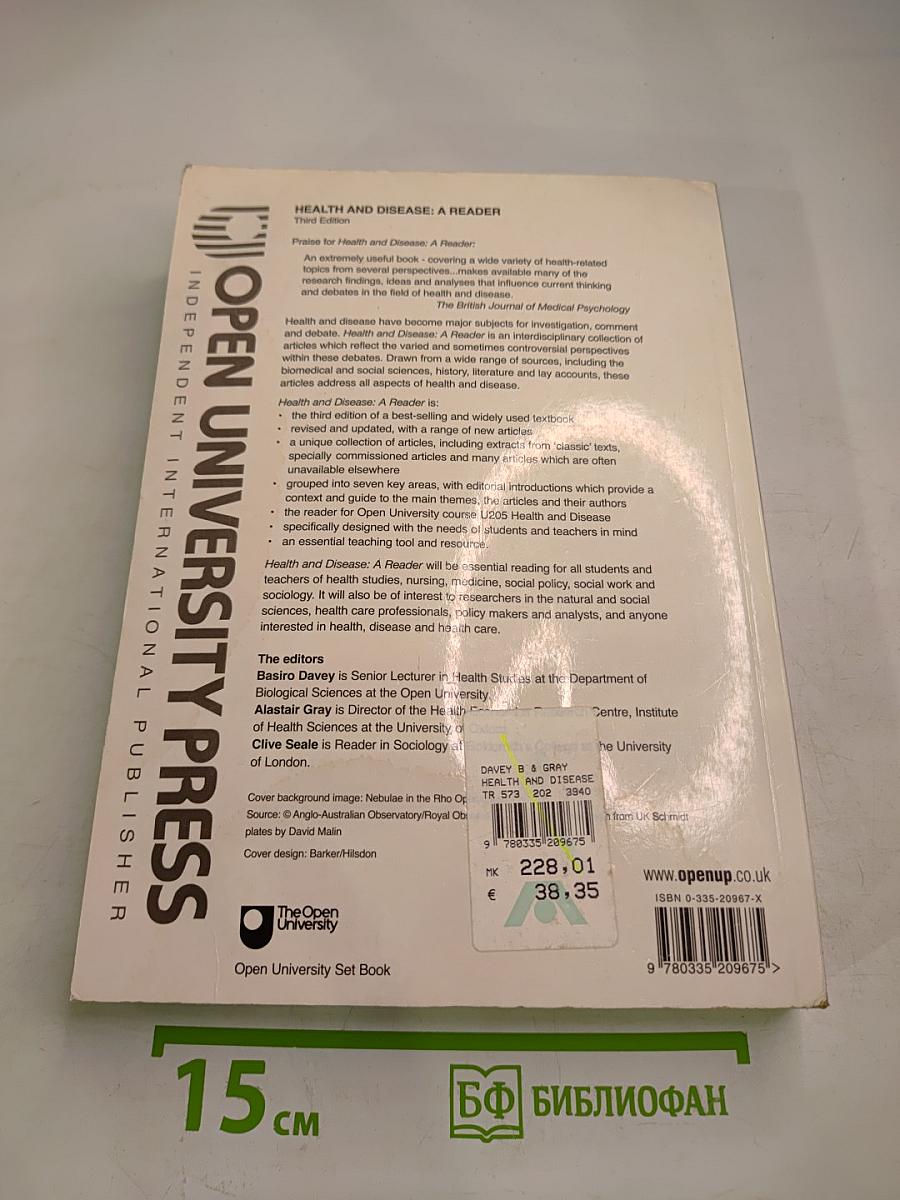 OPEN UNIVERSITY PRESS
INDEPENDENT INTERNATIONAL PUBLISHER
HEALTH AND DISEASE: A READER
Third Edition
Praise for Health and Disease: A Reader:
An extremely useful book - covering a wide variety of health-related
topics from several perspectives...makes available many of the
research findings, ideas and analyses that influence current thinking
and debates in the field of health and disease.
The British Journal of Medical Psychology
Health and disease have become major subjects for investigation, comment
and debate. Health and Disease: A Reader is an interdisciplinary collection of
articles which reflect the varied and sometimes controversial perspectives
within these debates. Drawn from a wide range of sources, including the
biomedical and social sciences, history, literature and lay accounts, these
articles address all aspects of health and disease.
Health and Disease: A Reader is:
• the third edition of a best-selling and widely used textbook
• revised and updated, with a range of new articles
• a unique collection of articles, including extracts from 'classic' texts,
specially commissioned articles and many articles which are often
unavailable elsewhere
• grouped into seven key areas, with editorial introductions which provide a
context and guide to the main themes, the articles and their authors
• the reader for Open University course U205 Health and Disease
• specifically designed with the needs of students and teachers in mind
• an essential teaching tool and resource.
Health and Disease: A Reader will be essential reading for all students and
teachers of health studies, nursing, medicine, social policy, social work and
sociology. It will also be of interest to researchers in the natural and social
sciences, health care professionals, policy makers and analysts, and anyone
interested in health, disease and health care.
The editors
Basiro Davey is Senior Lecturer in Health Studies at the Department of
Biological Sciences at the Open University.
Alastair Gray is Director of the Health Centre, Institute
of Health Sciences at the University of
Clive Seale is Reader in Sociology at the University
of London.
Cover background image: Nebulae in the Rho
Source: © Anglo-Australian Observatory/Royal from UK Schmidt
plates by David Malin
Cover design: Barker/Hilsdon
The Open
University
Open University Set Book
DAVEY B & GRAY
HEALTH AND DISEASE
TR 573 202 3940
9 780335 209675
MK 228,01
€ 38,35
www.openup.co.uk
ISBN 0-335-20967-X
9 780335 209675 >
15 см
БФ БИБЛИОФАН